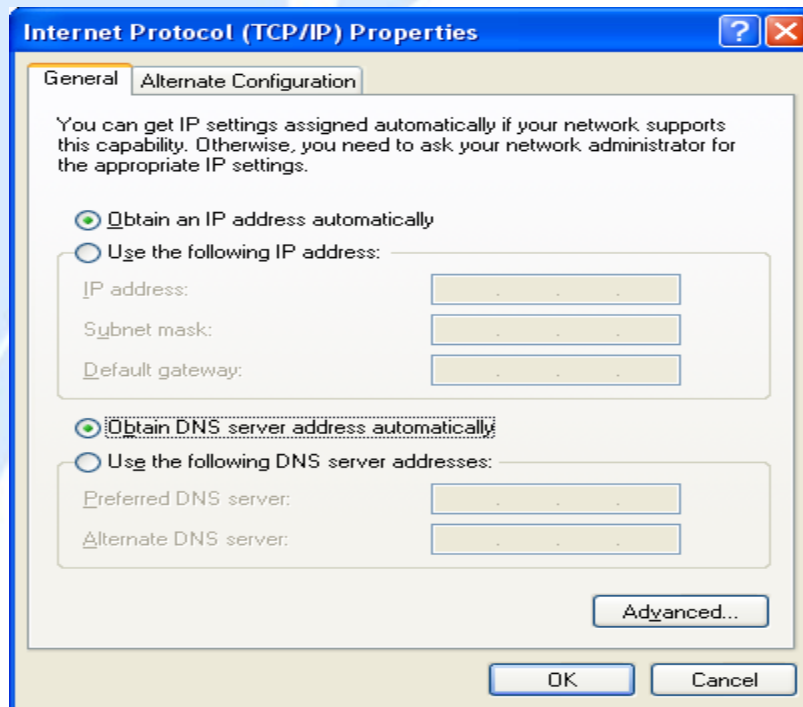 Internet Protocol (TCP/IP) Properties
General
Alternate Configuration
You can get IP settings assigned automatically if your network supports
this capability. Otherwise, you need to ask your network administrator for
the appropriate IP settings.
Obtain an IP address automatically
Use the following IP address:
IP address:
Subnet mask:
Default gateway:
Obtain DNS server address automatically
Use the following DNS server addresses:
Preferred DNS server:
Alternate DNS server:
Advanced...
OK
Cancel